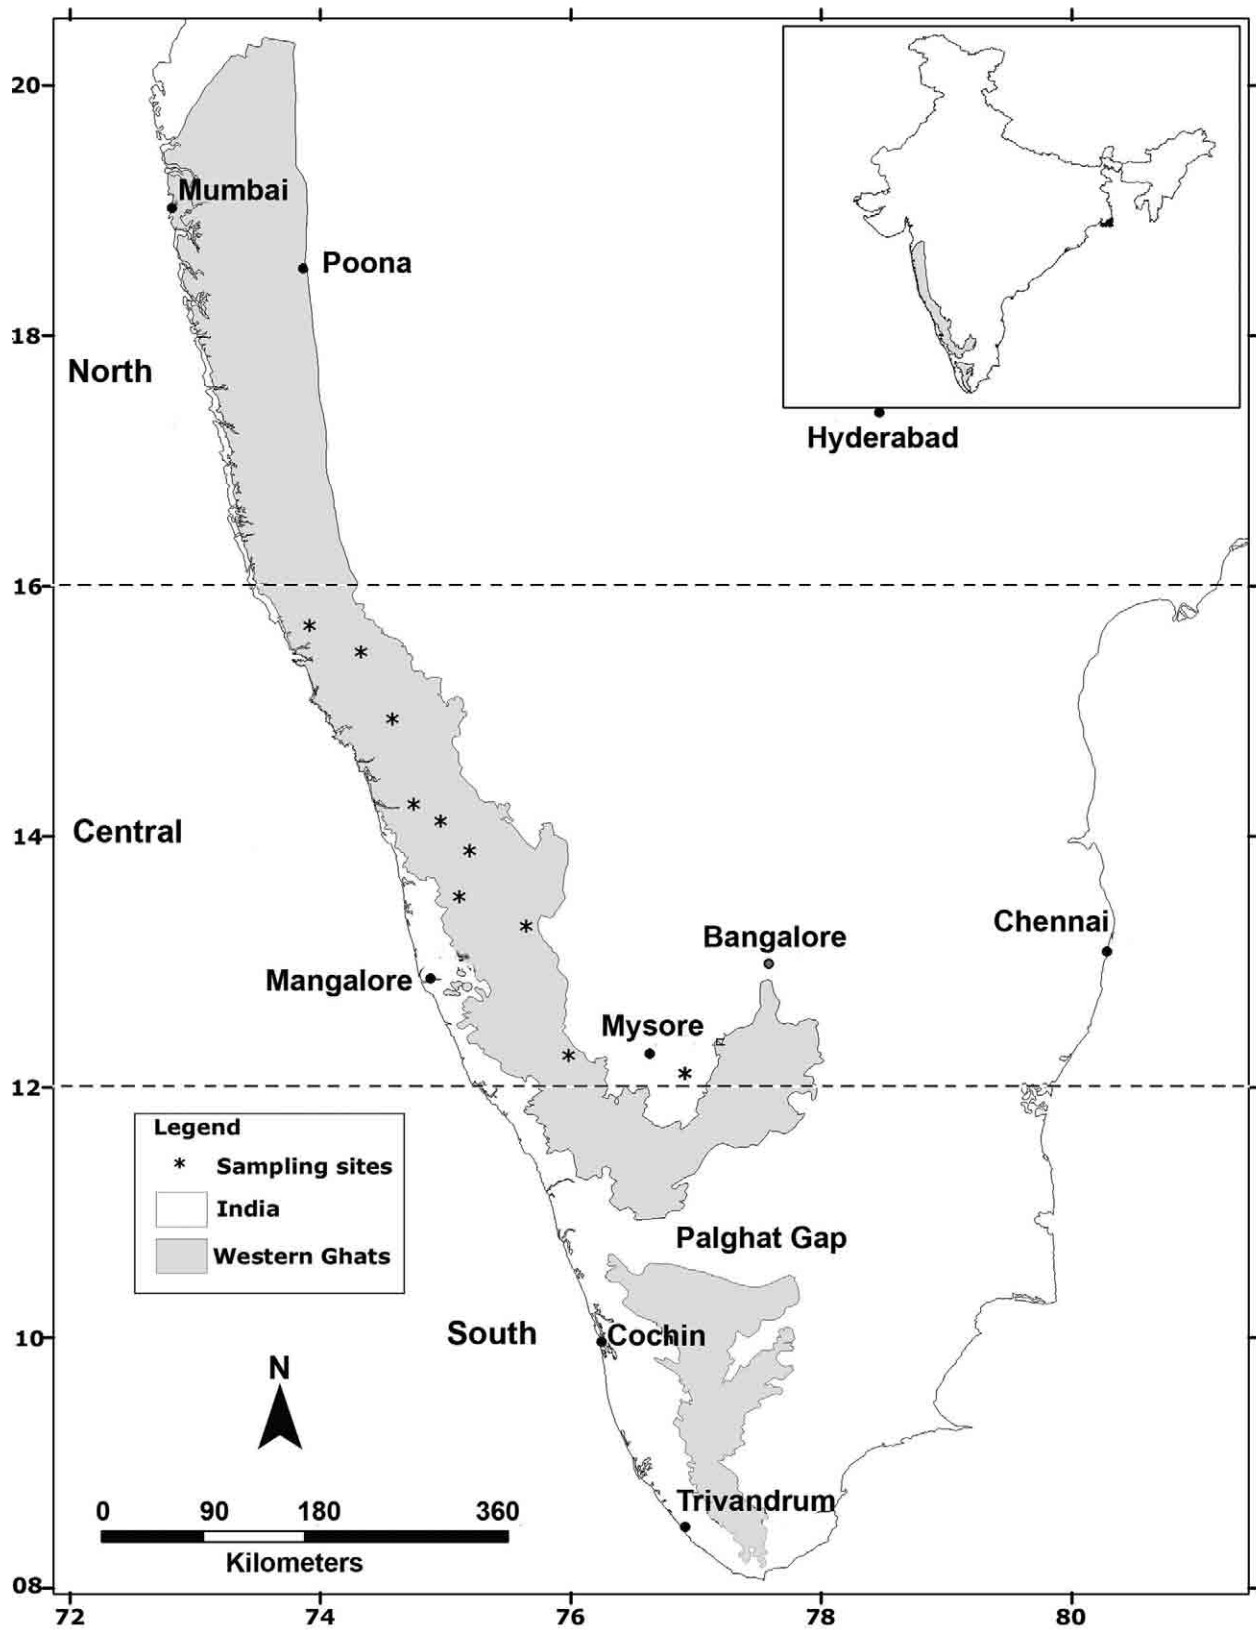 20
Mumbai
Poona
18
North
Hyderabad
16
Central
14
Chennai
Bangalore
Mangalore
Mysore
12
Legend
* Sampling sites
India
Western Ghats
Palghat Gap
South
10
Cochin
N
Trivandrum
0 90 180 360
Kilometers
08
72 74 76 78 80